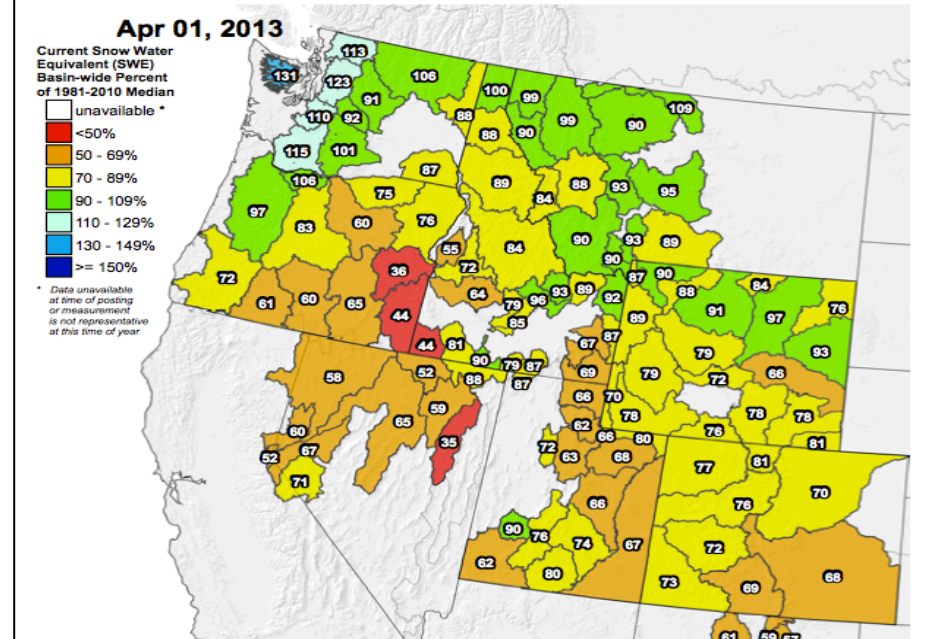 Apr 01, 2013
Current Snow Water
Equivalent (SWE)
Basin-wide Percent
of 1981-2010 Median
unavailable *
<50%
50 - 69%
70 - 89%
90 - 109%
110 - 129%
130 - 149%
>= 150%
* Data unavailable
at time of posting
or measurement
is not representative
at this time of year
113
131 123 106
91 100 99 109
110 92 88 99 90
88 90
115 101
87
106 75 89 88 93 95
84
97 83 60 76
55 84 90 93 89
90
72 36 72 87 90 84
61 60 65 64 79 96 93 89 92 88 91 97 76
44 85 89
44 81 67 87 79 93
58 52 90 79 87 69 79 72 66
88 87
59 66 70 78 78 78
60 65 62 66 80 76 81
52 67 35 72 63 68 77 81
71 66 76 70
90 76 74 67 72
62 80 73 69 68
61 59 57